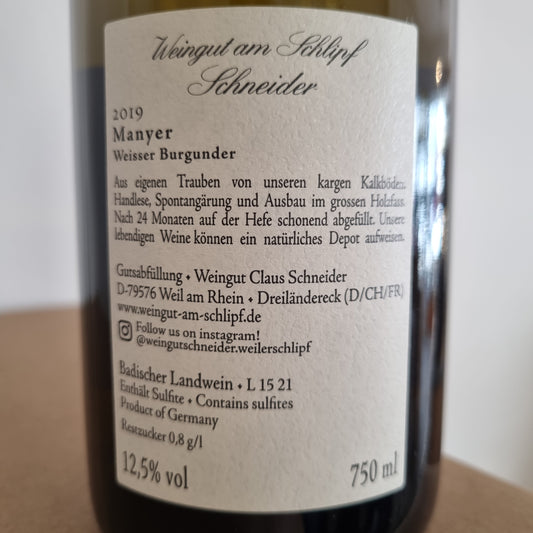 Weingut am Schlipf
Schneider
2019
Manyer
Weisser Burgunder
Aus eigenen Trauben von unseren kargen Kalkböden.
Handlese, Spontangärung und Ausbau im grossen Holzfass.
Nach 24 Monaten auf der Hefe schonend abgefüllt. Unsere
lebendigen Weine können ein natürliches Depot aufweisen.
Gutsabfüllung • Weingut Claus Schneider
D-79576 Weil am Rhein • Dreiländereck (D/CH/FR)
www.weingut-am-schlipf.de
Follow us on instagram!
@weingutschneider.weilerschlipf
Badischer Landwein • L 15 21
Enthält Sulfite • Contains sulfites
Product of Germany
Restzucker 0,8 g/l
12,5% vol 750 ml